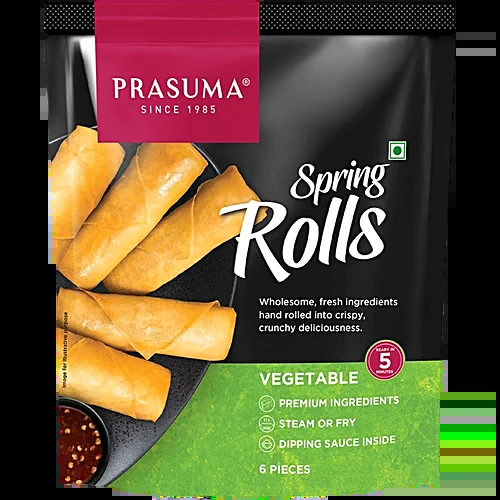 PRASUMA®
SINCE 1985
Spring
Rolls
Wholesome, fresh ingredients
hand rolled into crispy,
crunchy deliciousness.
READY IN
5
MINUTES
VEGETABLE
PREMIUM INGREDIENTS
STEAM OR FRY
DIPPING SAUCE INSIDE
6 PIECES
Image for illustrative purpose